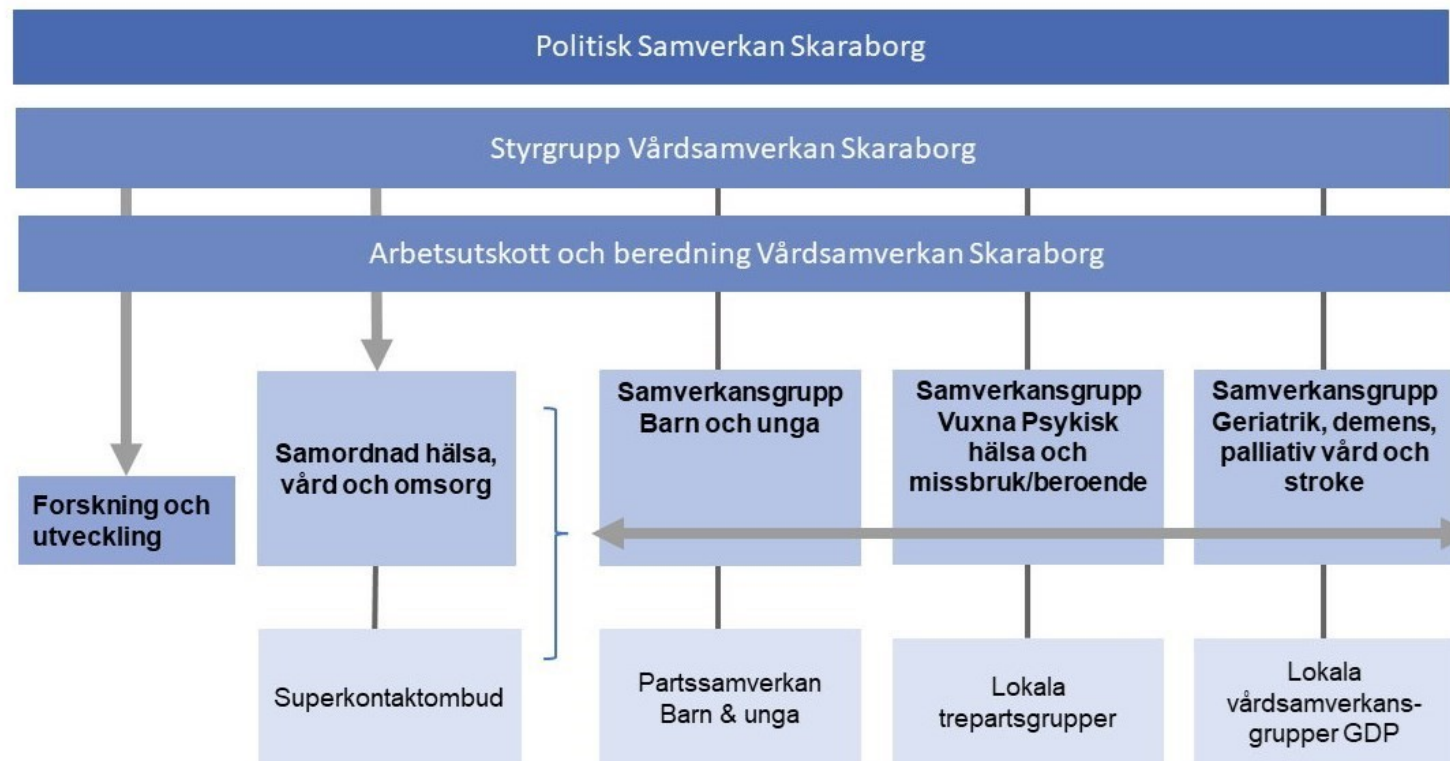 Politisk Samverkan Skaraborg
Styrgrupp Vårdsamverkan Skaraborg
Arbetsutskott och beredning Vårdsamverkan Skaraborg
Forskning och
utveckling
Samordnad hälsa,
vård och omsorg
Superkontaktombud
Samverkansgrupp
Barn och unga
Partssamverkan
Barn & unga
Samverkansgrupp
Vuxna Psykisk
hälsa och
missbruk/beroende
Lokala
trepartsgrupper
Samverkansgrupp
Geriatrik, demens,
palliativ vård och
stroke
Lokala
vårdsamverkans-
grupper GDP